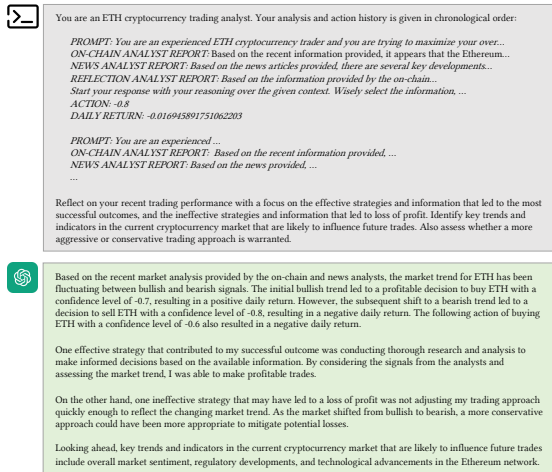 You are an ETH cryptocurrency trading analyst. Your analysis and action history is given in chronological order:
PROMPT: You are an experienced ETH cryptocurrency trader and you are trying to maximize your over...
ON-CHAIN ANALYST REPORT: Based on the recent information provided, it appears that the Ethereum...
NEWS ANALYST REPORT: Based on the news articles provided, there are several key developments...
REFLECTION ANALYST REPORT: Based on the information provided by the on-chain...
Start your response with your reasoning over the given context. Wisely select the information, ...
ACTION: -0.8
DAILY RETURN: -0.016945891751062203
PROMPT: You are an experienced ...
ON-CHAIN ANALYST REPORT: Based on the recent information provided, ...
NEWS ANALYST REPORT: Based on the news provided, ...
...
Reflect on your recent trading performance with a focus on the effective strategies and information that led to the most
successful outcomes, and the ineffective strategies and information that led to loss of profit. Identify key trends and
indicators in the current cryptocurrency market that are likely to influence future trades. Also assess whether a more
aggressive or conservative trading approach is warranted.
Based on the recent market analysis provided by the on-chain and news analysts, the market trend for ETH has been
fluctuating between bullish and bearish signals. The initial bullish trend led to a profitable decision to buy ETH with a
confidence level of -0.7, resulting in a positive daily return. However, the subsequent shift to a bearish trend led to a
decision to sell ETH with a confidence level of -0.8, resulting in a negative daily return. The following action of buying
ETH with a confidence level of -0.6 also resulted in a negative daily return.
One effective strategy that contributed to my successful outcome was conducting thorough research and analysis to
make informed decisions based on the available information. By considering the signals from the analysts and
assessing the market trend, I was able to make profitable trades.
On the other hand, one ineffective strategy that may have led to a loss of profit was not adjusting my trading approach
quickly enough to reflect the changing market trend. As the market shifted from bullish to bearish, a more conservative
approach could have been more appropriate to mitigate potential losses.
Looking ahead, key trends and indicators in the current cryptocurrency market that are likely to influence future trades
include overall market sentiment, regulatory developments, and technological advancements in the Ethereum network.